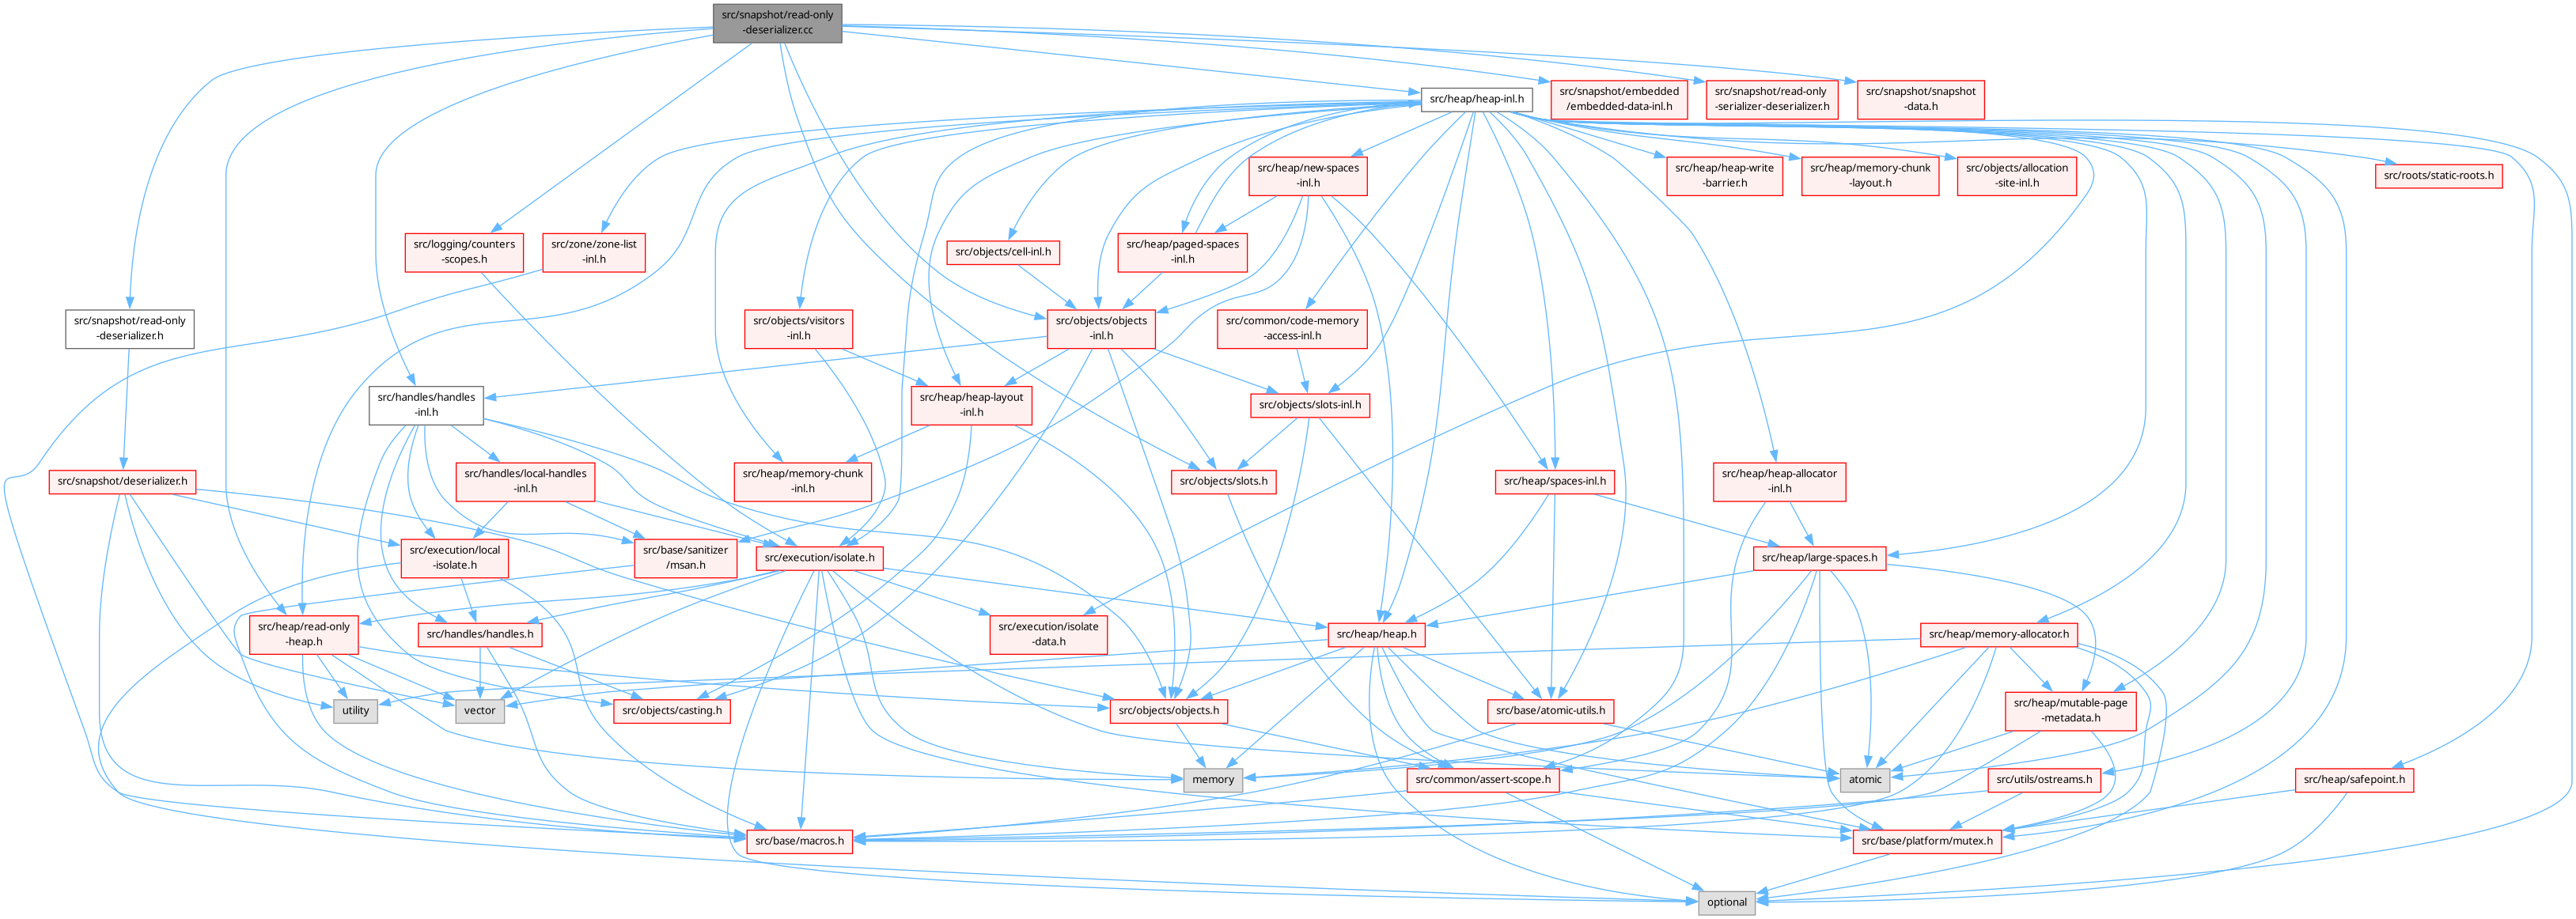 src/snapshot/read-only
-deserializer.cc
src/heap/heap-inl.h
src/snapshot/embedded
/embedded-data-inl.h
src/snapshot/read-only
-serializer-deserializer.h
src/snapshot/snapshot
-data.h
src/heap/new-spaces
-inl.h
src/heap/heap-write
-barrier.h
src/heap/memory-chunk
-layout.h
src/objects/allocation
-site-inl.h
src/roots/static-roots.h
src/logging/counters
-scopes.h
src/zone/zone-list
-inl.h
src/objects/cell-inl.h
src/heap/paged-spaces
-inl.h
src/snapshot/read-only
-deserializer.h
src/objects/visitors
-inl.h
src/objects/objects
-inl.h
src/common/code-memory
-access-inl.h
src/handles/handles
-inl.h
src/heap/heap-layout
-inl.h
src/objects/slots-inl.h
src/snapshot/deserializer.h
src/handles/local-handles
-inl.h
src/heap/memory-chunk
-inl.h
src/objects/slots.h
src/heap/spaces-inl.h
src/heap/heap-allocator
-inl.h
src/execution/local
-isolate.h
src/base/sanitizer
/msan.h
src/execution/isolate.h
src/heap/large-spaces.h
src/heap/read-only
-heap.h
src/handles/handles.h
src/execution/isolate
-data.h
src/heap/heap.h
src/heap/memory-allocator.h
utility
vector
src/objects/casting.h
src/objects/objects.h
src/base/atomic-utils.h
src/heap/mutable-page
-metadata.h
memory
src/common/assert-scope.h
atomic
src/utils/ostreams.h
src/heap/safepoint.h
src/base/macros.h
src/base/platform/mutex.h
optional